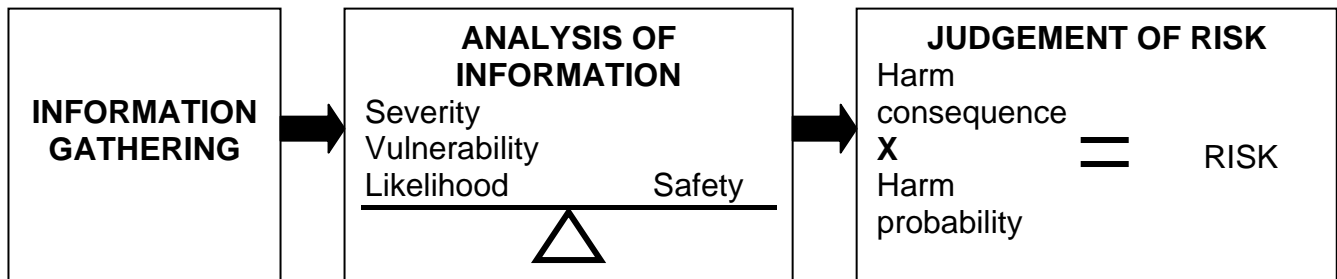 INFORMATION
GATHERING
ANALYSIS OF
INFORMATION
Severity
Vulnerability
Likelihood Safety
JUDGEMENT OF RISK
Harm
consequence
X = RISK
Harm
probability